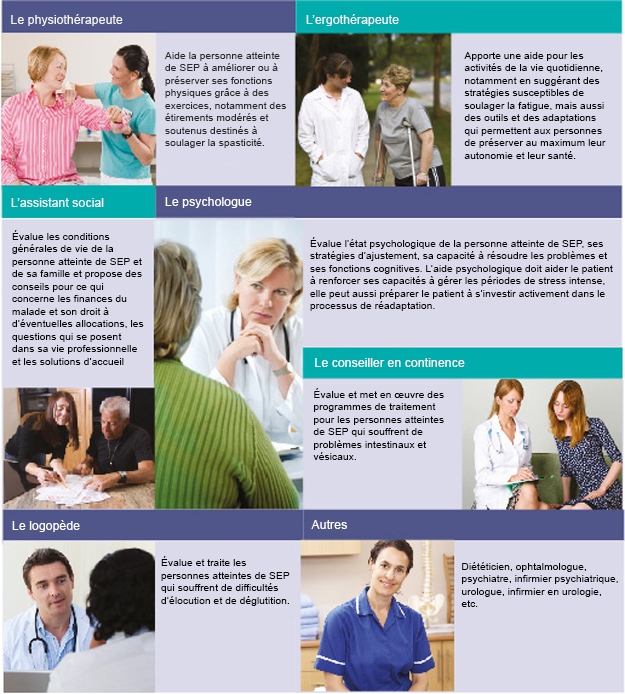 Le physiothérapeute
Aide la personne atteinte
de SEP à améliorer ou à
préserver ses fonctions
physiques grâce à des
exercices, notamment des
étirements modérés et
soutenus destinés à
soulager la spasticité.
L'ergothérapeute
Apporte une aide pour les
activités de la vie quotidienne,
notamment en suggérant des
stratégies susceptibles de
soulager la fatigue, mais aussi
des outils et des adaptations
qui permettent aux personnes
de préserver au maximum leur
autonomie et leur santé.
L'assistant social
Évalue les conditions
générales de vie de la
personne atteinte de SEP et
de sa famille et propose des
conseils pour ce qui
concerne les finances du
malade et son droit à
d'éventuelles allocations, les
questions qui se posent
dans sa vie professionnelle
et les solutions d'accueil
Le psychologue
Évalue l'état psychologique de la personne atteinte de SEP, ses
stratégies d'ajustement, sa capacité à résoudre les problèmes et
ses fonctions cognitives. L'aide psychologique doit aider le patient
à renforcer ses capacités à gérer les périodes de stress intense,
elle peut aussi préparer le patient à s'investir activement dans le
processus de réadaptation.
Le conseiller en continence
Évalue et met en œuvre des
programmes de traitement
pour les personnes atteintes
de SEP qui souffrent de
problèmes intestinaux et
vésicaux.
Le logopède
Évalue et traite les
personnes atteintes de SEP
qui souffrent de difficultés
d'élocution et de déglutition.
Autres
Diététicien, ophtalmologue,
psychiatre, infirmier psychiatrique,
urologue, infirmier en urologie,
etc.